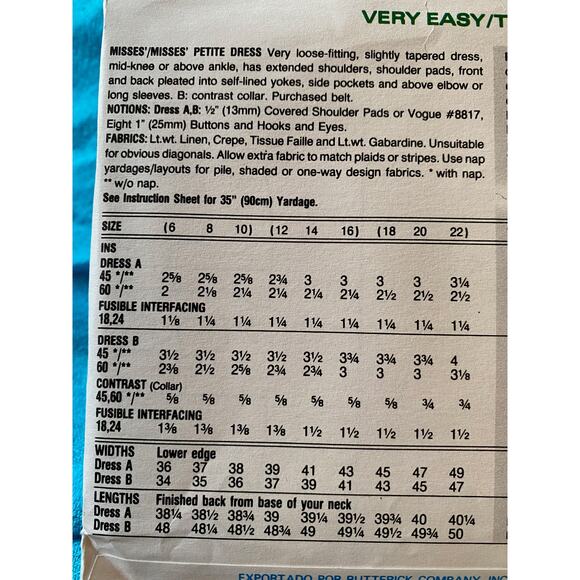 VERY EASY/T
MISSES'/MISSES' PETITE DRESS Very loose-fitting, slightly tapered dress,
mid-knee or above ankle, has extended shoulders, shoulder pads, front
and back pleated into self-lined yokes, side pockets and above elbow or
long sleeves. B: contrast collar. Purchased belt.
NOTIONS: Dress A,B: ½" (13mm) Covered Shoulder Pads or Vogue #8817,
Eight 1" (25mm) Buttons and Hooks and Eyes.
FABRICS: Lt.wt. Linen, Crepe, Tissue Faille and Lt.wt. Gabardine. Unsuitable
for obvious diagonals. Allow extra fabric to match plaids or stripes. Use nap
yardages/layouts for pile, shaded or one-way design fabrics. * with nap.
** w/o nap.
See Instruction Sheet for 35" (90cm) Yardage.
SIZE (6 8 10) (12 14 16) (18 20 22)
INS
DRESS A
45 */** 2⅝ 2⅝ 2⅝ 2¾ 3 3 3 3 3¼
60 */** 2 2⅛ 2¼ 2¼ 2¼ 2¼ 2½ 2½ 2½
FUSIBLE INTERFACING
18,24 1⅛ 1¼ 1¼ 1¼ 1¼ 1¼ 1¼ 1¼ 1¼
DRESS B
45 */** 3½ 3½ 3½ 3½ 3½ 3¾ 3¾ 3¾ 4
60 */** 2⅜ 2½ 2⅝ 2¾ 2¾ 3 3 3 3⅛
CONTRAST (Collar)
45,60 */** ⅝ ⅝ ⅝ ⅝ ⅝ ⅝ ⅝ ¾ ¾
FUSIBLE INTERFACING
18,24 1⅜ 1⅜ 1⅜ 1⅜ 1½ 1½ 1½ 1½ 1½
WIDTHS Lower edge
Dress A 36 37 38 39 41 43 45 47 49
Dress B 34 35 36 37 39 41 43 45 47
LENGTHS Finished back from base of your neck
Dress A 38¼ 38½ 38¾ 39 39¼ 39½ 39¾ 40 40¼
Dress B 48 48¼ 48½ 48¾ 49 49¼ 49½ 49¾ 50
EXPORTADO POR BUTTERICK COMPANY, INC